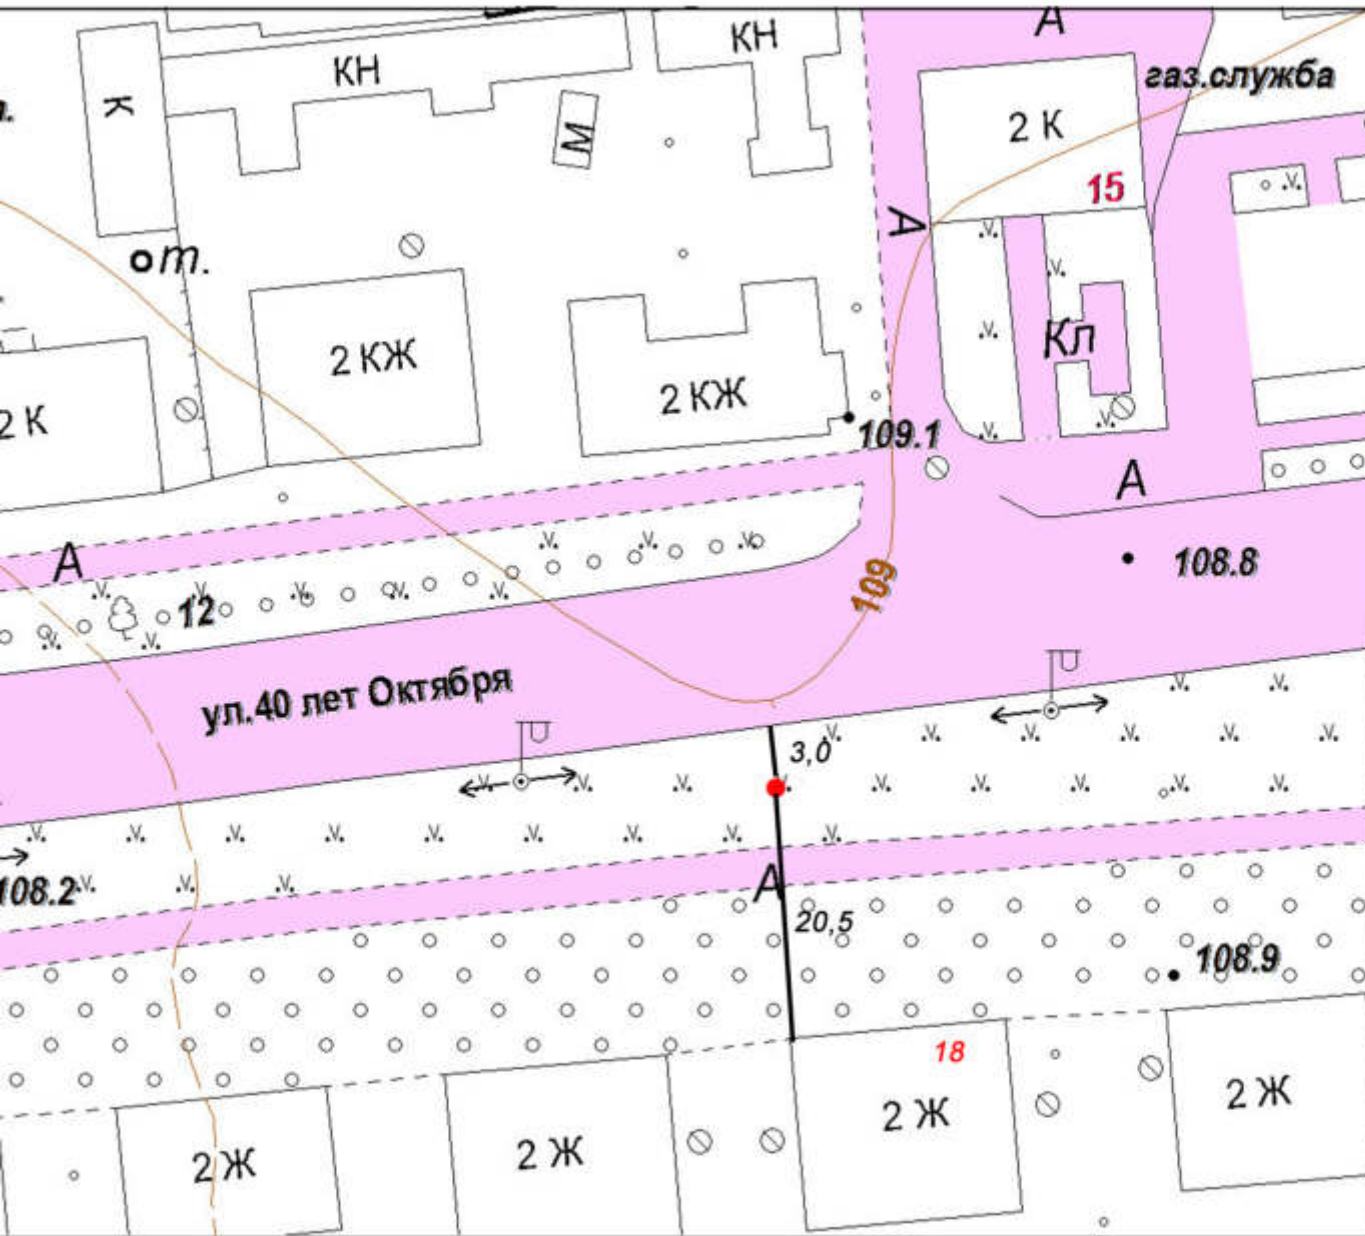 А
КН
КН
К
М
газ.служба
2 К
15
А
т.
2 КЖ
Кл
2 КЖ
2 К
109.1
А
А
108.8
109
12
ул.40 лет Октября
3,0
108.2
А
20,5
108.9
18
2 Ж
2 Ж
2 Ж
2 Ж